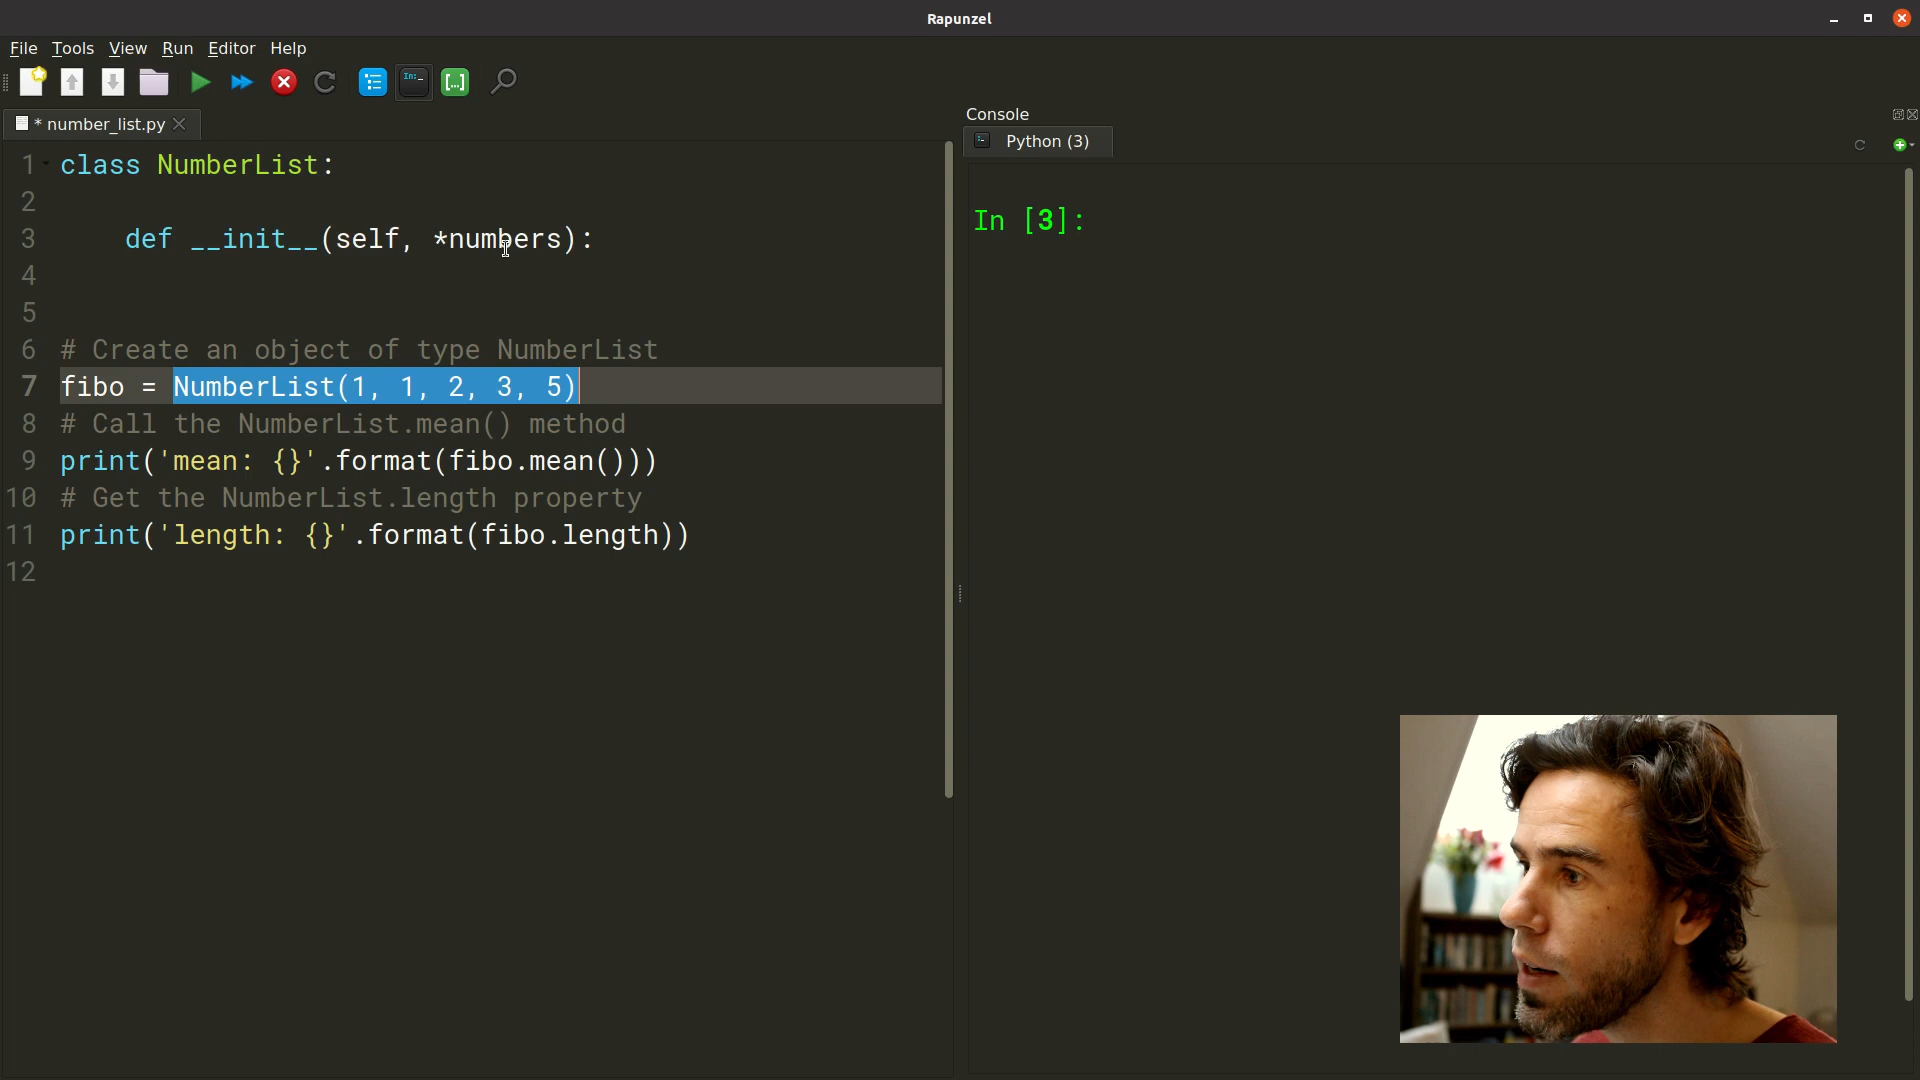 Rapunzel
File Tools View Run Editor Help
In:_
[...]
* number_list.py
1 class NumberList:
2
3 def __init__(self, *numbers):
4
5
6 # Create an object of type NumberList
7 fibo = NumberList(1, 1, 2, 3, 5)
8 # Call the NumberList.mean() method
9 print('mean: {}'.format(fibo.mean()))
10 # Get the NumberList.length property
11 print('length: {}'.format(fibo.length))
12
Console
Python (3)
In [3]: